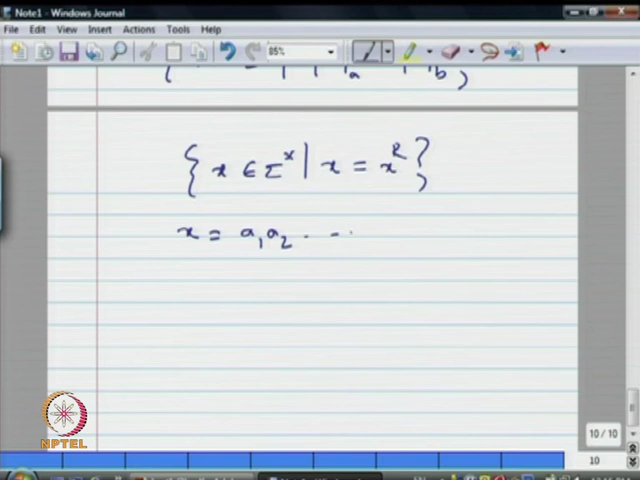 Note1 - Windows Journal
File Edit View Insert Actions Tools Help
85%
{ x ∈ Σ* | x = x^R }
x = a₁a₂ . - .
NPTEL
10 / 10
10